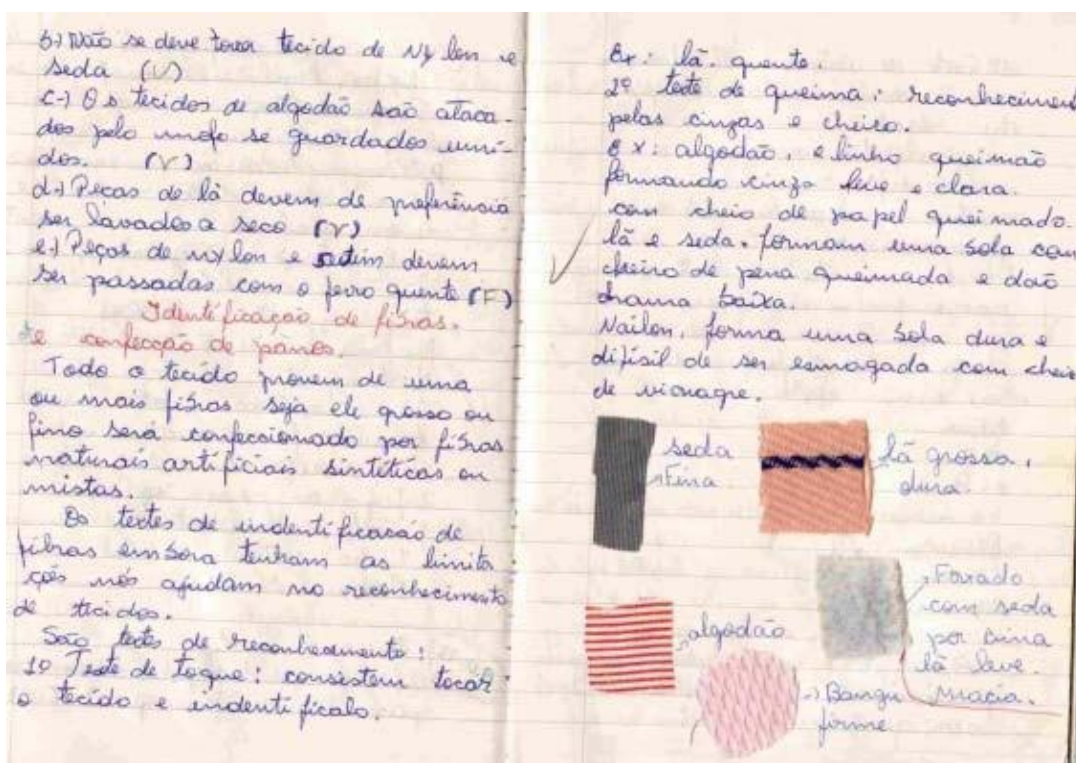 b-) Não se deve torcer tecido de Nylon e
seda (V)
c-) Os tecidos de algodão são ataca-
dos pelo mofo se guardados umi-
dos. (V)
d-) Peças de lã devem de preferência
ser lavados a seco (V)
e-) Peças de nylon e cetim devem
ser passadas com o ferro quente (F)
Identificação de fibras.
e confecção de panos.
Todo o tecido provem de uma
ou mais fibras seja ele grosso ou
fino será confeccionado por fibras
naturais artificiais sintéticas ou
mistas.
Os testes de indentificasão de
fibras embora tenham as limita
ções nós ajudam no reconhecimento
de tecidos.
São testes de reconhecimento:
1º Teste de toque: consistem tocar
o tecido e indentificalo.
Ex: lã. quente.
2º teste de queima: reconheciment
pelas cinzas e cheiro.
Ex: algodão, e linho queimão
formando cinza leve e clara.
com cheio de papel queimado.
lã e seda. formam uma bola com
cheiro de pena queimada e daõ
chama baixa.
Nailon, forma uma bola dura e
difísil de ser esmagada com chei
de vinagre.
seda
Fina
lã grossa,
dura.
Forrado
com seda
por cima
lã leve.
macia.
algodão
Bangu
firme